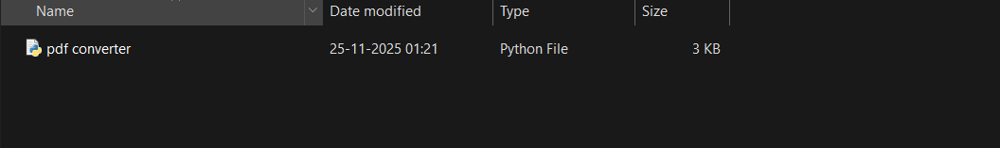 Name Date modified Type Size
pdf converter 25-11-2025 01:21 Python File 3 KB